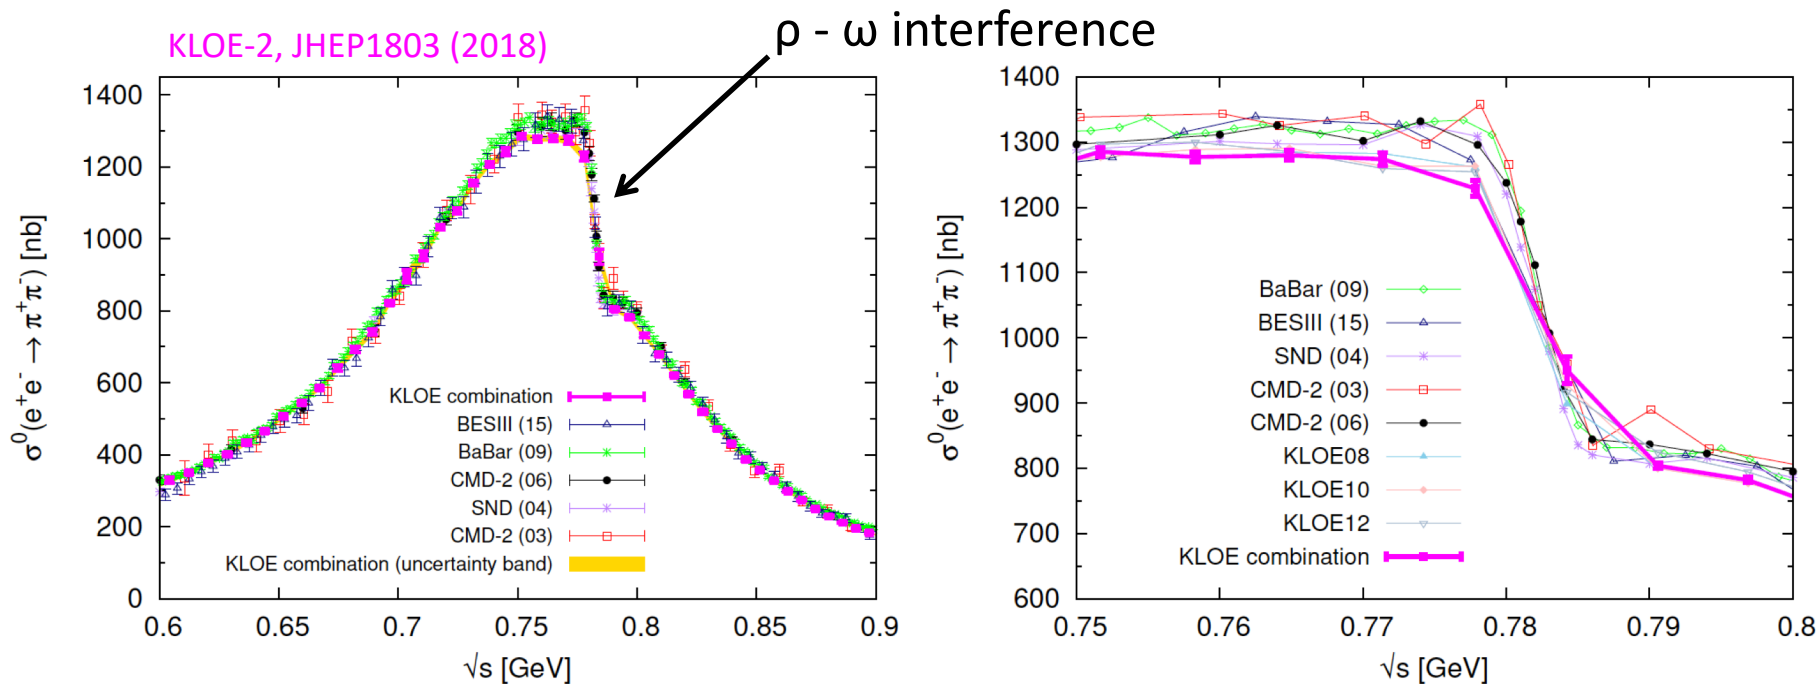 ρ - ω interference
KLOE-2, JHEP1803 (2018)
1400
1200
1000
800
600
400
200
0
σ⁰(e⁺e⁻ → π⁺π⁻) [nb]
KLOE combination
BESIII (15)
BaBar (09)
CMD-2 (06)
SND (04)
CMD-2 (03)
KLOE combination (uncertainty band)
0.6 0.65 0.7 0.75 0.8 0.85 0.9
√s [GeV]
1400
1300
1200
1100
1000
900
800
700
600
σ⁰(e⁺e⁻ → π⁺π⁻) [nb]
BaBar (09)
BESIII (15)
SND (04)
CMD-2 (03)
CMD-2 (06)
KLOE08
KLOE10
KLOE12
KLOE combination
0.75 0.76 0.77 0.78 0.79 0.8
√s [GeV]